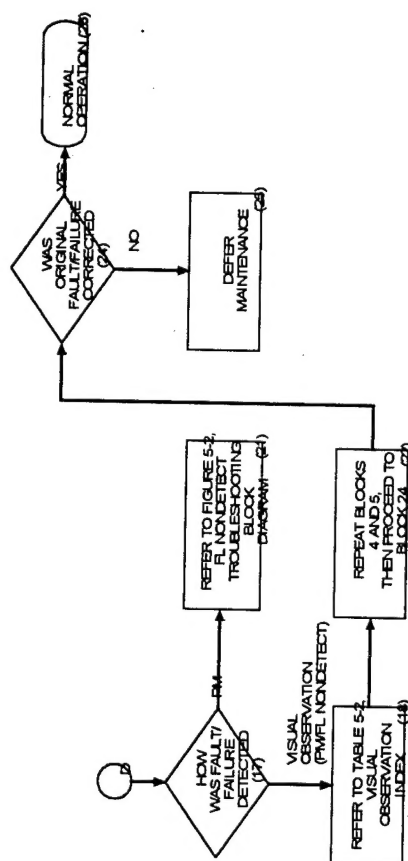 D
HOW
WAS FAULT/
FAILURE
DETECTED
(17)
PM
REFER TO FIGURE 5-2,
FL NONDETECT
TROUBLESHOOTING
BLOCK
DIAGRAM (21)
VISUAL
OBSERVATION
(PM/FL NONDETECT)
REFER TO TABLE 5-2,
VISUAL
OBSERVATION
INDEX (18)
REPEAT BLOCKS
4 AND 5,
THEN PROCEED TO
BLOCK 24
WAS
ORIGINAL
FAULT/FAILURE
CORRECTED
(24)
YES
NORMAL
OPERATION
NO
DEFER
MAINTENANCE